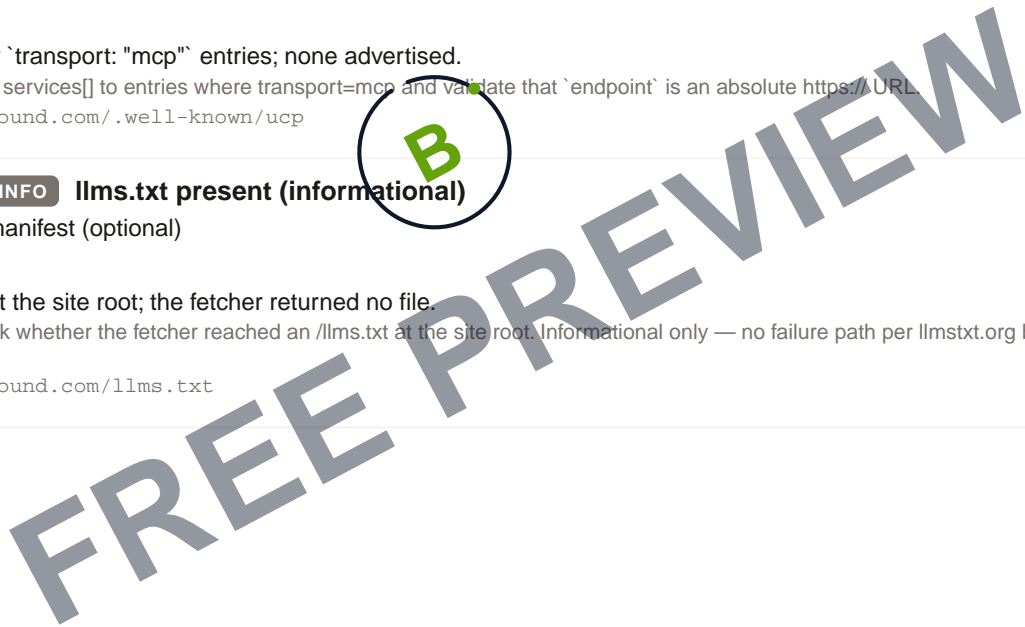 `transport: "mcp"` entries; none advertised.
services[] to entries where transport=mcp and validate that `endpoint` is an absolute https:// URL.
ound.com/.well-known/ucp
B
INFO llms.txt present (informational)
manifest (optional)
t the site root; the fetcher returned no file.
k whether the fetcher reached an /llms.txt at the site root. Informational only — no failure path per llmstxt.org
ound.com/llms.txt
FREE PREVIEW